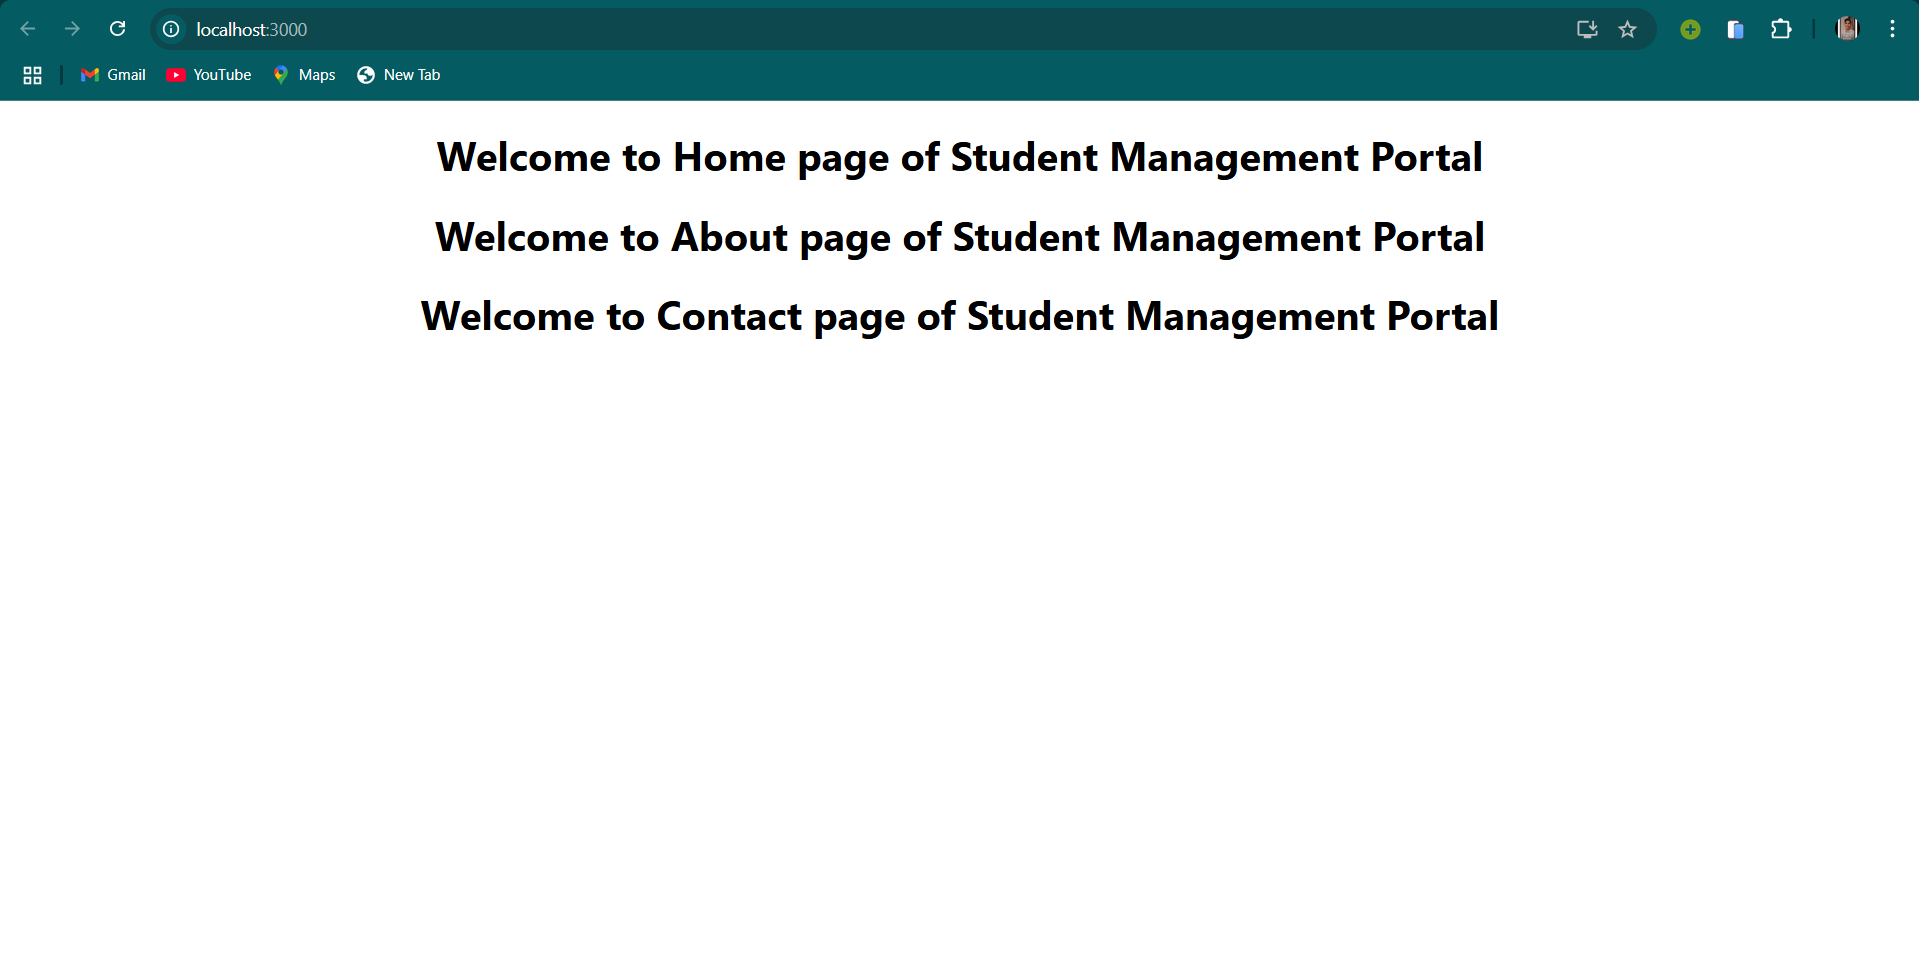 localhost:3000
Gmail YouTube Maps New Tab
Welcome to Home page of Student Management Portal
Welcome to About page of Student Management Portal
Welcome to Contact page of Student Management Portal